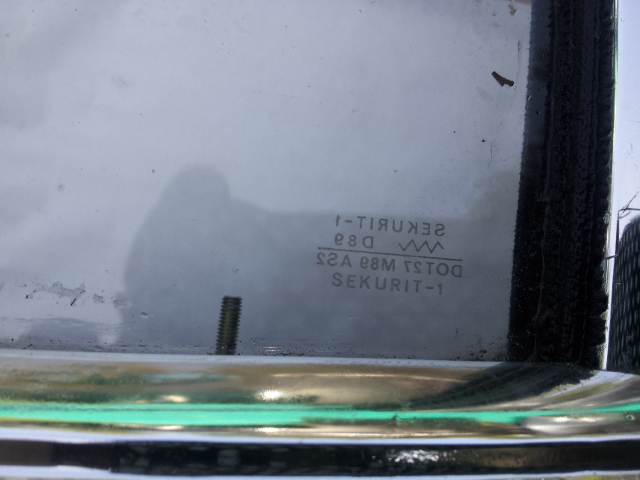 SEKURIT-1
D89
DOT27 M89 AS2
SEKURIT-1